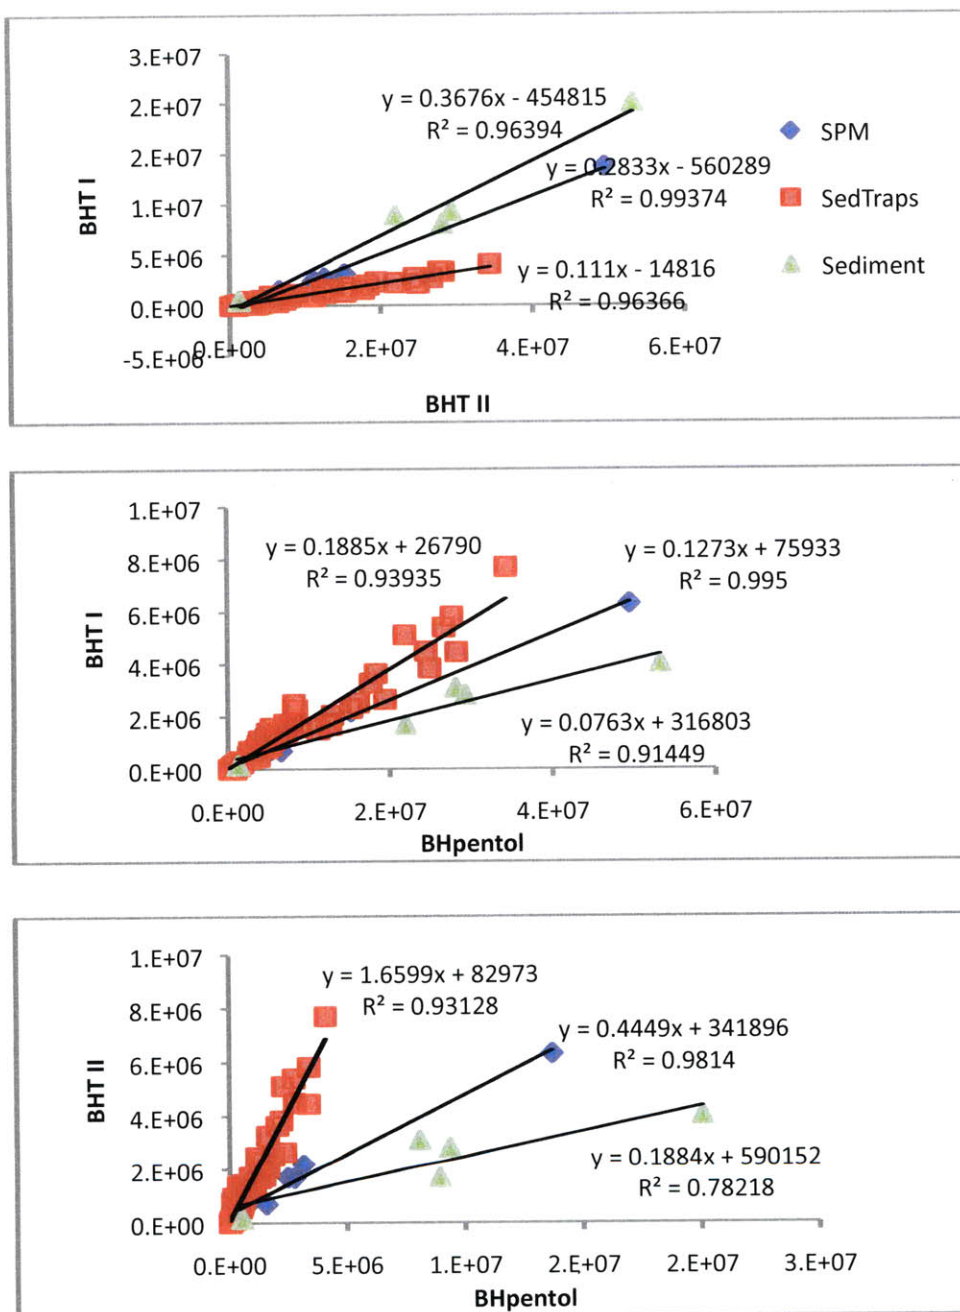 3.E+07
2.E+07
2.E+07
1.E+07
5.E+06
0.E+00
-5.E+06
BHT I
y = 0.3676x - 454815
R² = 0.96394
y = 0.2833x - 560289
R² = 0.99374
y = 0.111x - 14816
R² = 0.96366
SPM
SedTraps
Sediment
0.E+00 2.E+07 4.E+07 6.E+07
BHT II
1.E+07
8.E+06
6.E+06
4.E+06
2.E+06
0.E+00
BHT I
y = 0.1885x + 26790
R² = 0.93935
y = 0.1273x + 75933
R² = 0.995
y = 0.0763x + 316803
R² = 0.91449
0.E+00 2.E+07 4.E+07 6.E+07
BHpentol
1.E+07
8.E+06
6.E+06
4.E+06
2.E+06
0.E+00
BHT II
y = 1.6599x + 82973
R² = 0.93128
y = 0.4449x + 341896
R² = 0.9814
y = 0.1884x + 590152
R² = 0.78218
0.E+00 5.E+06 1.E+07 2.E+07 2.E+07 3.E+07
BHpentol